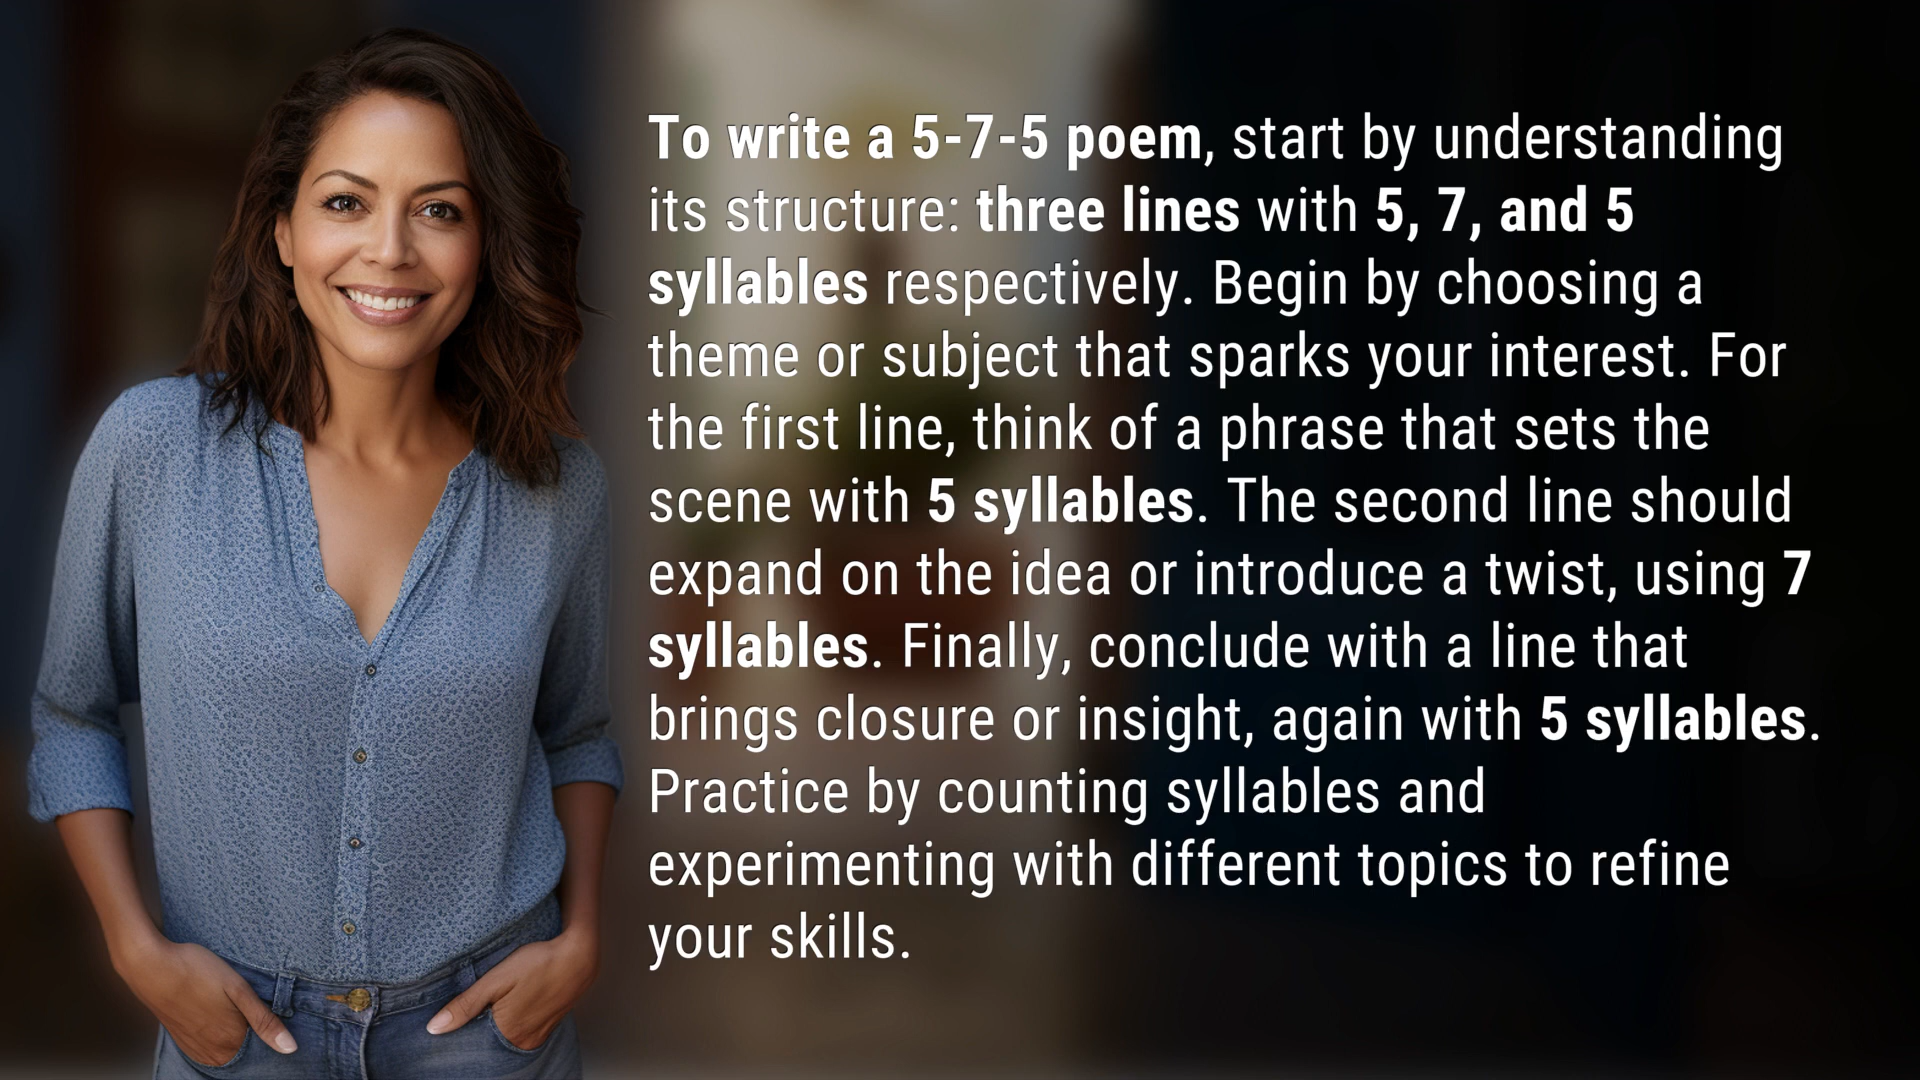 To write a 5-7-5 poem, start by understanding
its structure: three lines with 5, 7, and 5
syllables respectively. Begin by choosing a
theme or subject that sparks your interest. For
the first line, think of a phrase that sets the
scene with 5 syllables. The second line should
expand on the idea or introduce a twist, using 7
syllables. Finally, conclude with a line that
brings closure or insight, again with 5 syllables.
Practice by counting syllables and
experimenting with different topics to refine
your skills.